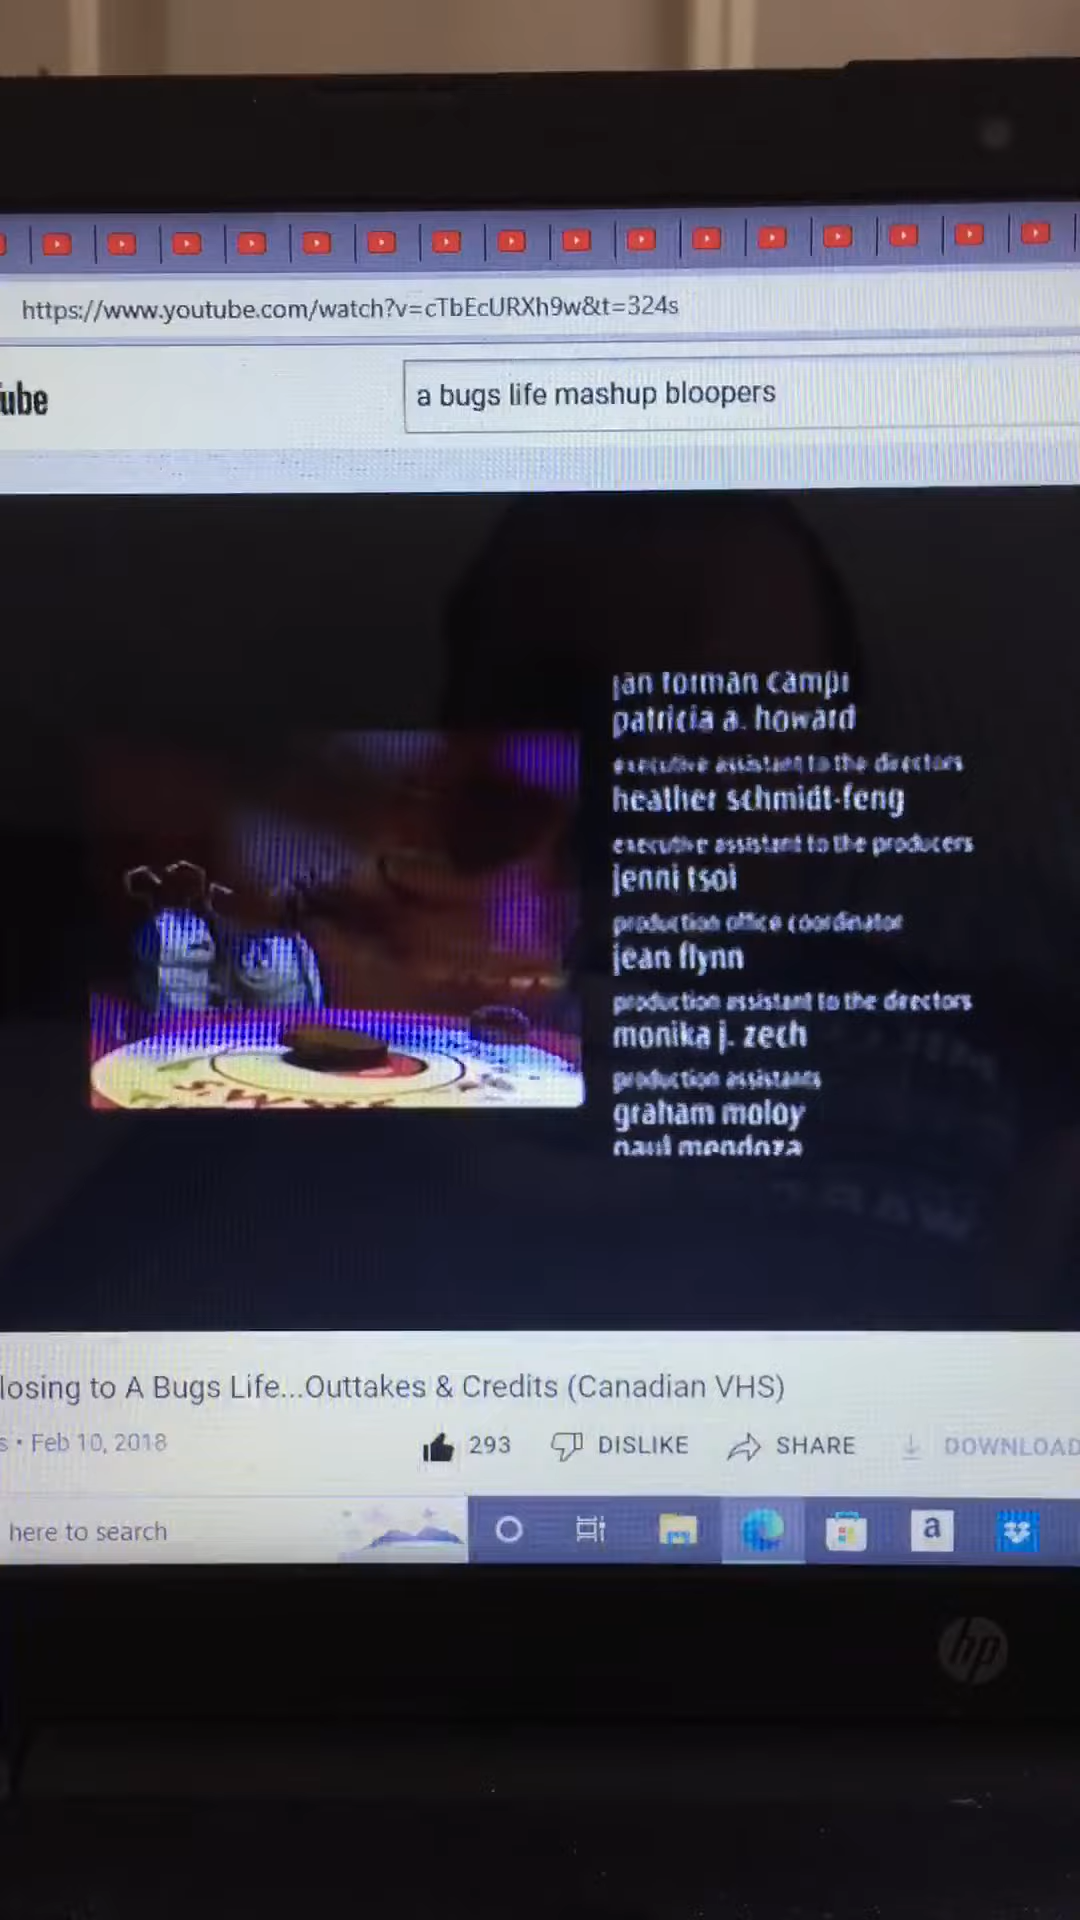 https://www.youtube.com/watch?v=cTbEcURXh9w&t=324s
ube
a bugs life mashup bloopers
jan forman campi
patricia a. howard
executive assistant to the directors
heather schmidt-feng
executive assistant to the producers
jenni tsoi
production office coordinator
jean flynn
production assistant to the directors
monika j. zech
production assistants
graham moloy
paul mendoza
losing to A Bugs Life...Outtakes & Credits (Canadian VHS)
s • Feb 10, 2018 293 DISLIKE SHARE DOWNLOAD
here to search
a
hp